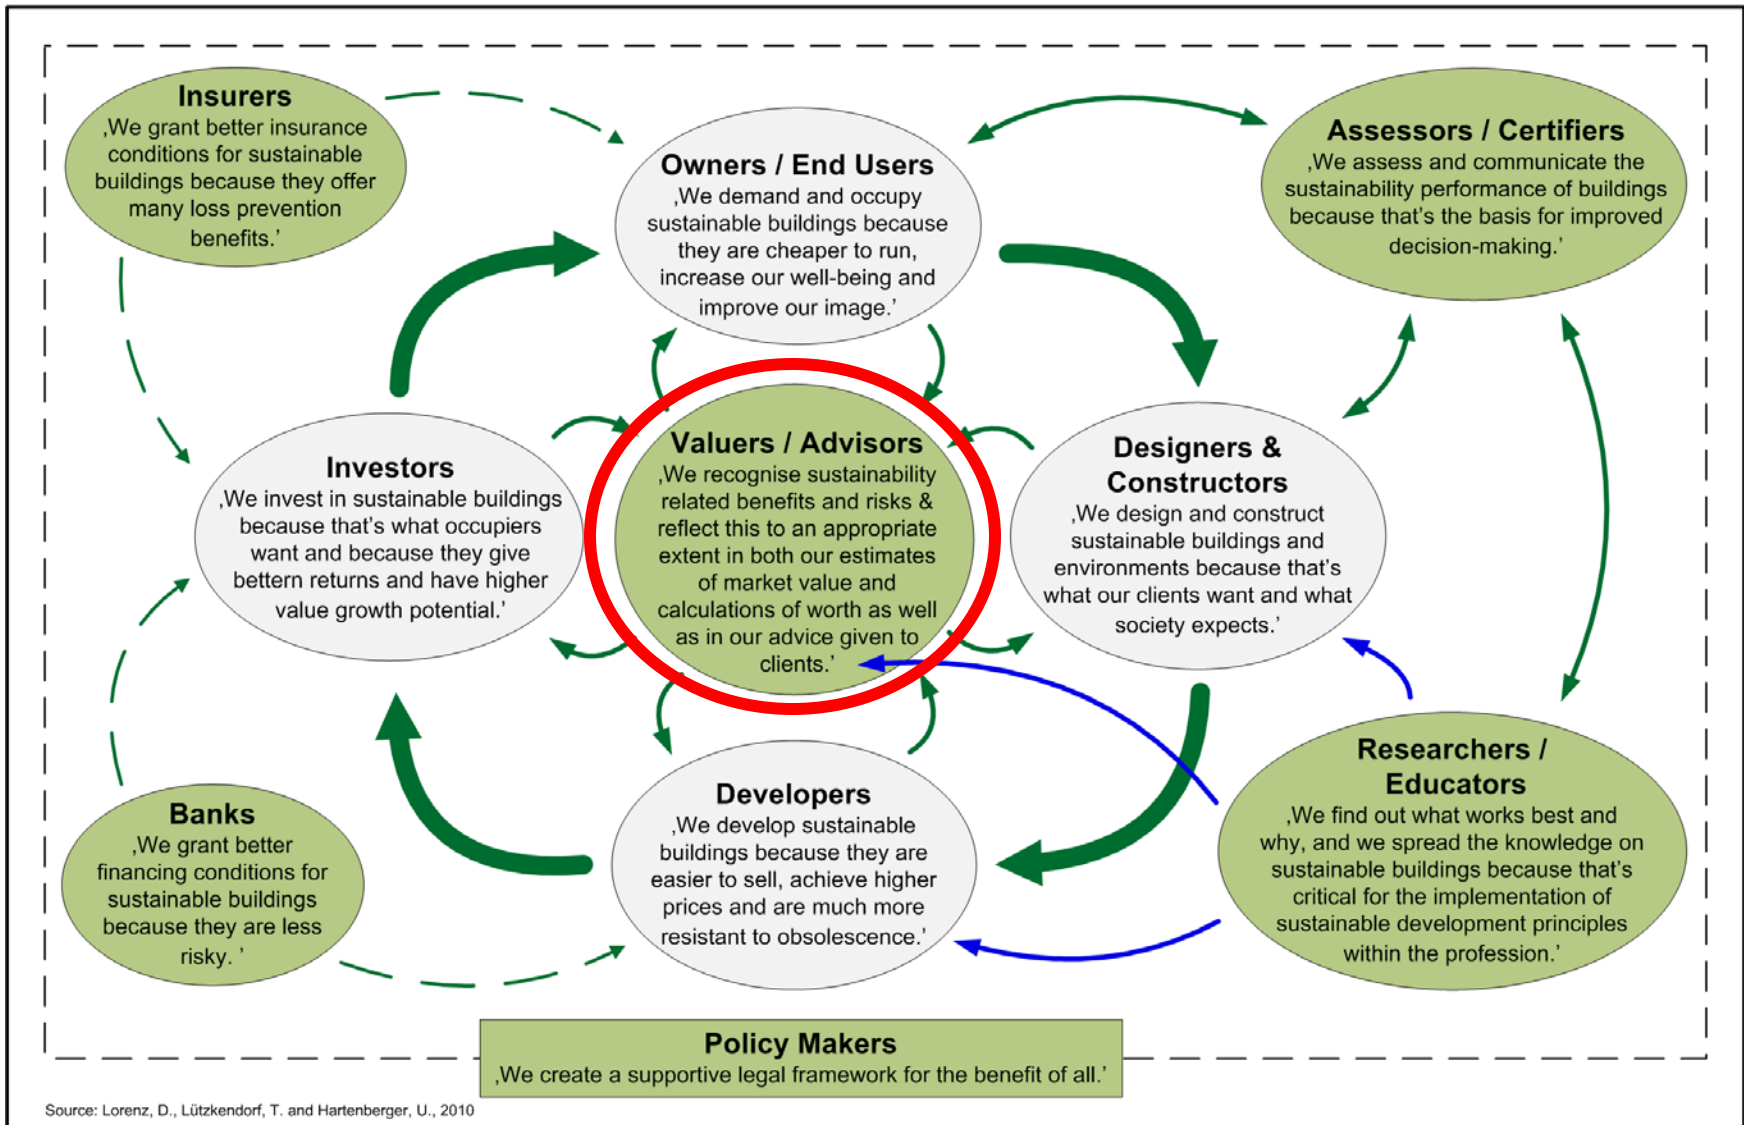 Insurers
‚We grant better insurance
conditions for sustainable
buildings because they offer
many loss prevention
benefits.’
Owners / End Users
‚We demand and occupy
sustainable buildings because
they are cheaper to run,
increase our well-being and
improve our image.’
Assessors / Certifiers
‚We assess and communicate the
sustainability performance of buildings
because that’s the basis for improved
decision-making.’
Investors
‚We invest in sustainable buildings
because that’s what occupiers
want and because they give
bettern returns and have higher
value growth potential.’
Valuers / Advisors
‚We recognise sustainability
related benefits and risks &
reflect this to an appropriate
extent in both our estimates
of market value and
calculations of worth as well
as in our advice given to
clients.’
Designers &
Constructors
‚We design and construct
sustainable buildings and
environments because that’s
what our clients want and what
society expects.’
Banks
‚We grant better
financing conditions for
sustainable buildings
because they are less
risky. ’
Developers
‚We develop sustainable
buildings because they are
easier to sell, achieve higher
prices and are much more
resistant to obsolescence.’
Researchers /
Educators
‚We find out what works best and
why, and we spread the knowledge on
sustainable buildings because that’s
critical for the implementation of
sustainable development principles
within the profession.’
Policy Makers
‚We create a supportive legal framework for the benefit of all.’
Source: Lorenz, D., Lützkendorf, T. and Hartenberger, U., 2010